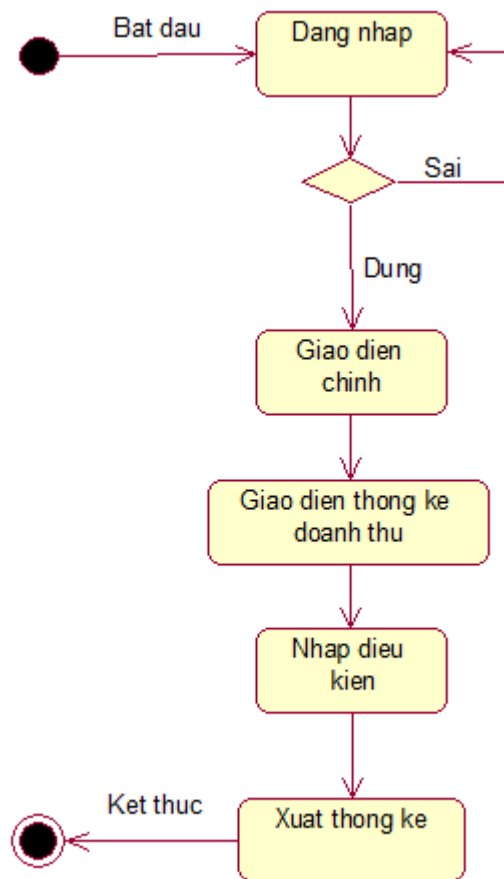 Bat dau
Dang nhap
Sai
Dung
Giao dien
chinh
Giao dien thong ke
doanh thu
Nhap dieu
kien
Ket thuc
Xuat thong ke